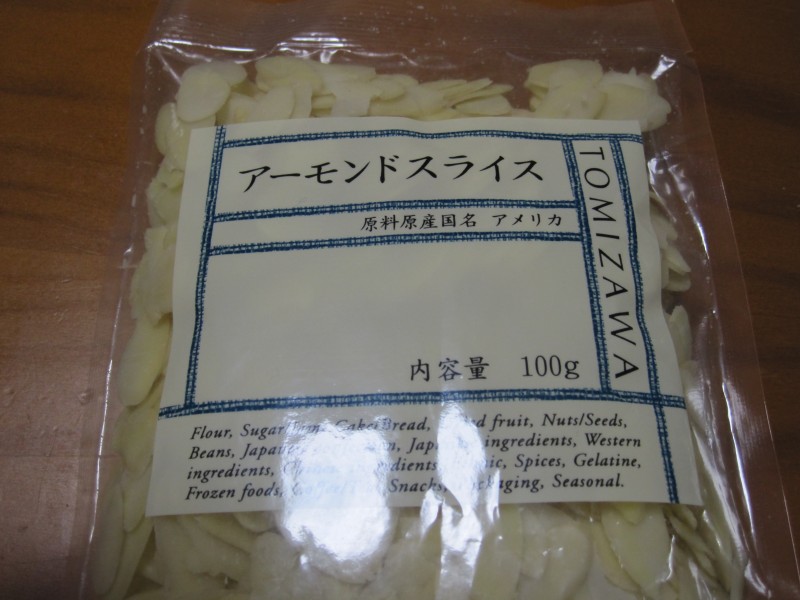 アーモンドスライス
原料原産国名 アメリカ
TOMIZAWA
内容量 100g
Flour, Sugar, Bread, fruit, Nuts/Seeds,
Beans, ingredients, Western
ingredients, Spices, Gelatine,
Frozen foods, Snacks, Packaging, Seasonal.